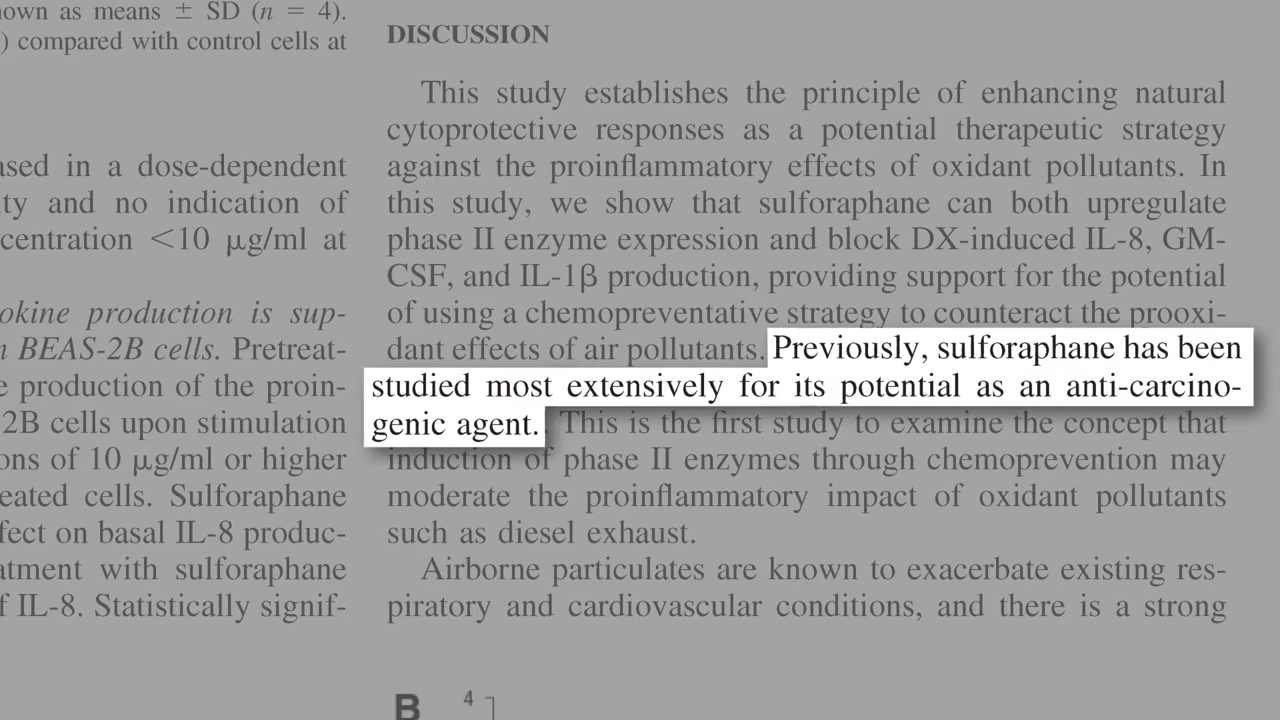 own as means ± SD (n = 4).
) compared with control cells at
ased in a dose-dependent
ity and no indication of
centration <10 μg/ml at
okine production is sup-
n BEAS-2B cells. Pretreat-
e production of the proin-
2B cells upon stimulation
ons of 10 μg/ml or higher
eated cells. Sulforaphane
fect on basal IL-8 produc-
atment with sulforaphane
f IL-8. Statistically signif-
DISCUSSION
This study establishes the principle of enhancing natural
cytoprotective responses as a potential therapeutic strategy
against the proinflammatory effects of oxidant pollutants. In
this study, we show that sulforaphane can both upregulate
phase II enzyme expression and block DX-induced IL-8, GM-
CSF, and IL-1β production, providing support for the potential
of using a chemopreventative strategy to counteract the prooxi-
dant effects of air pollutants. Previously, sulforaphane has been
studied most extensively for its potential as an anti-carcino-
genic agent. This is the first study to examine the concept that
induction of phase II enzymes through chemoprevention may
moderate the proinflammatory impact of oxidant pollutants
such as diesel exhaust.
Airborne particulates are known to exacerbate existing res-
piratory and cardiovascular conditions, and there is a strong
B 4